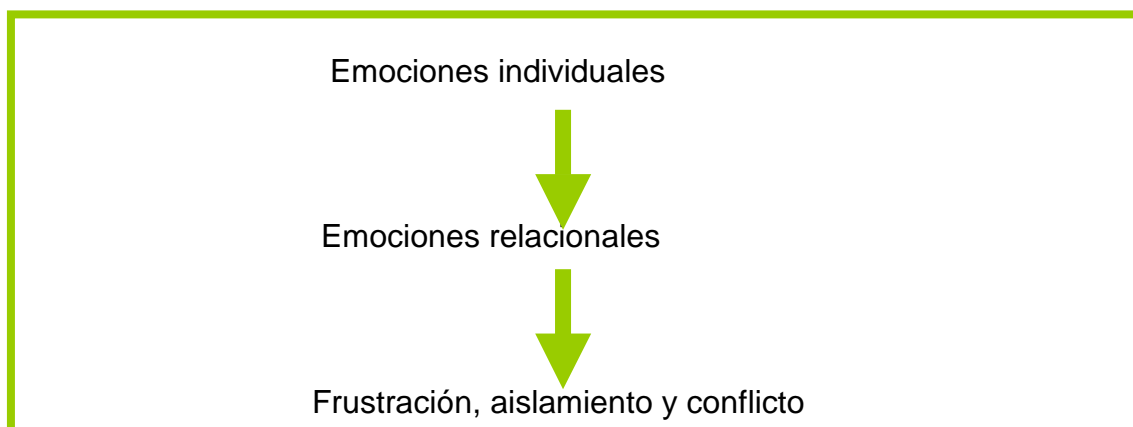 Emociones individuales
Emociones relacionales
Frustración, aislamiento y conflicto